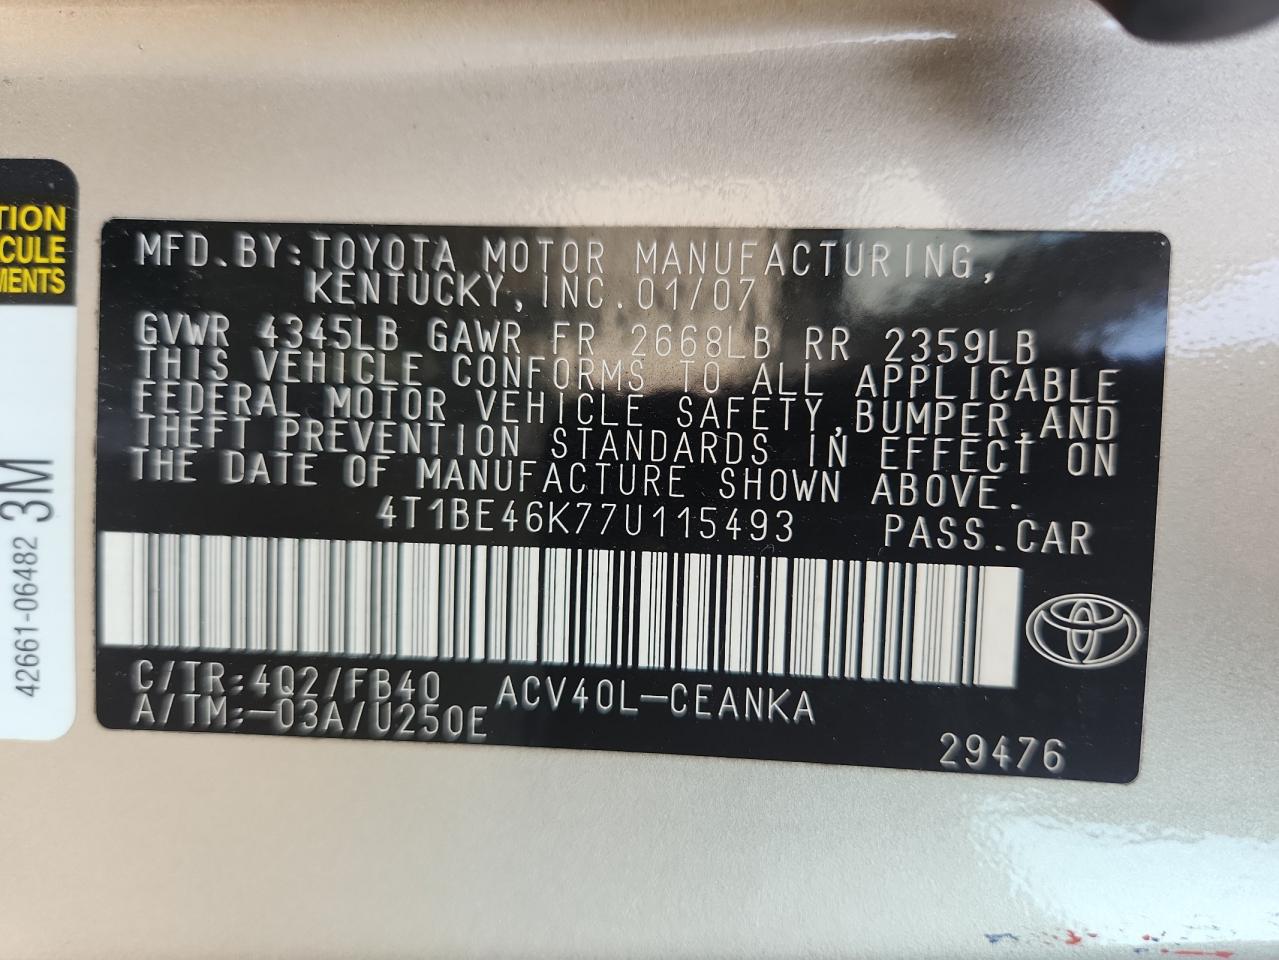 TION
CULE
MENTS
42661-06482 3M
MFD.BY:TOYOTA MOTOR MANUFACTURING,
KENTUCKY,INC.01/07
GVWR 4345LB GAWR FR 2668LB RR 2359LB
THIS VEHICLE CONFORMS TO ALL APPLICABLE
FEDERAL MOTOR VEHICLE SAFETY,BUMPER,AND
THEFT PREVENTION STANDARDS IN EFFECT ON
THE DATE OF MANUFACTURE SHOWN ABOVE.
4T1BE46K77U115493 PASS.CAR
C/TR:4Q2/FB40 ACV40L-CEANKA
A/TM:-03A/U250E
29476